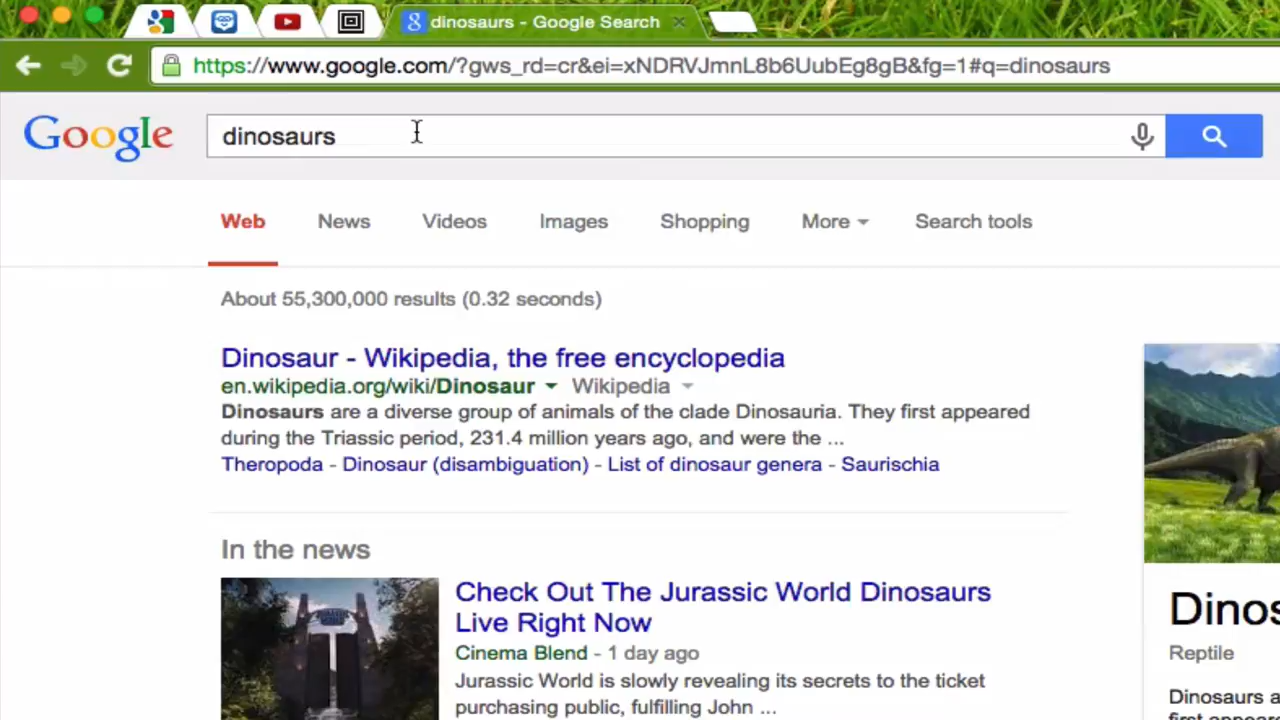 dinosaurs - Google Search
https://www.google.com/?gws_rd=cr&ei=xNDRVJmnL8b6UubEg8gB&fg=1#q=dinosaurs
Google
dinosaurs
Web News Videos Images Shopping More Search tools
About 55,300,000 results (0.32 seconds)
Dinosaur - Wikipedia, the free encyclopedia
en.wikipedia.org/wiki/Dinosaur Wikipedia
Dinosaurs are a diverse group of animals of the clade Dinosauria. They first appeared
during the Triassic period, 231.4 million years ago, and were the ...
Theropoda - Dinosaur (disambiguation) - List of dinosaur genera - Saurischia
In the news
Check Out The Jurassic World Dinosaurs
Live Right Now
Cinema Blend - 1 day ago
Jurassic World is slowly revealing its secrets to the ticket
purchasing public, fulfilling John ...
Dinos
Reptile
Dinosaurs a